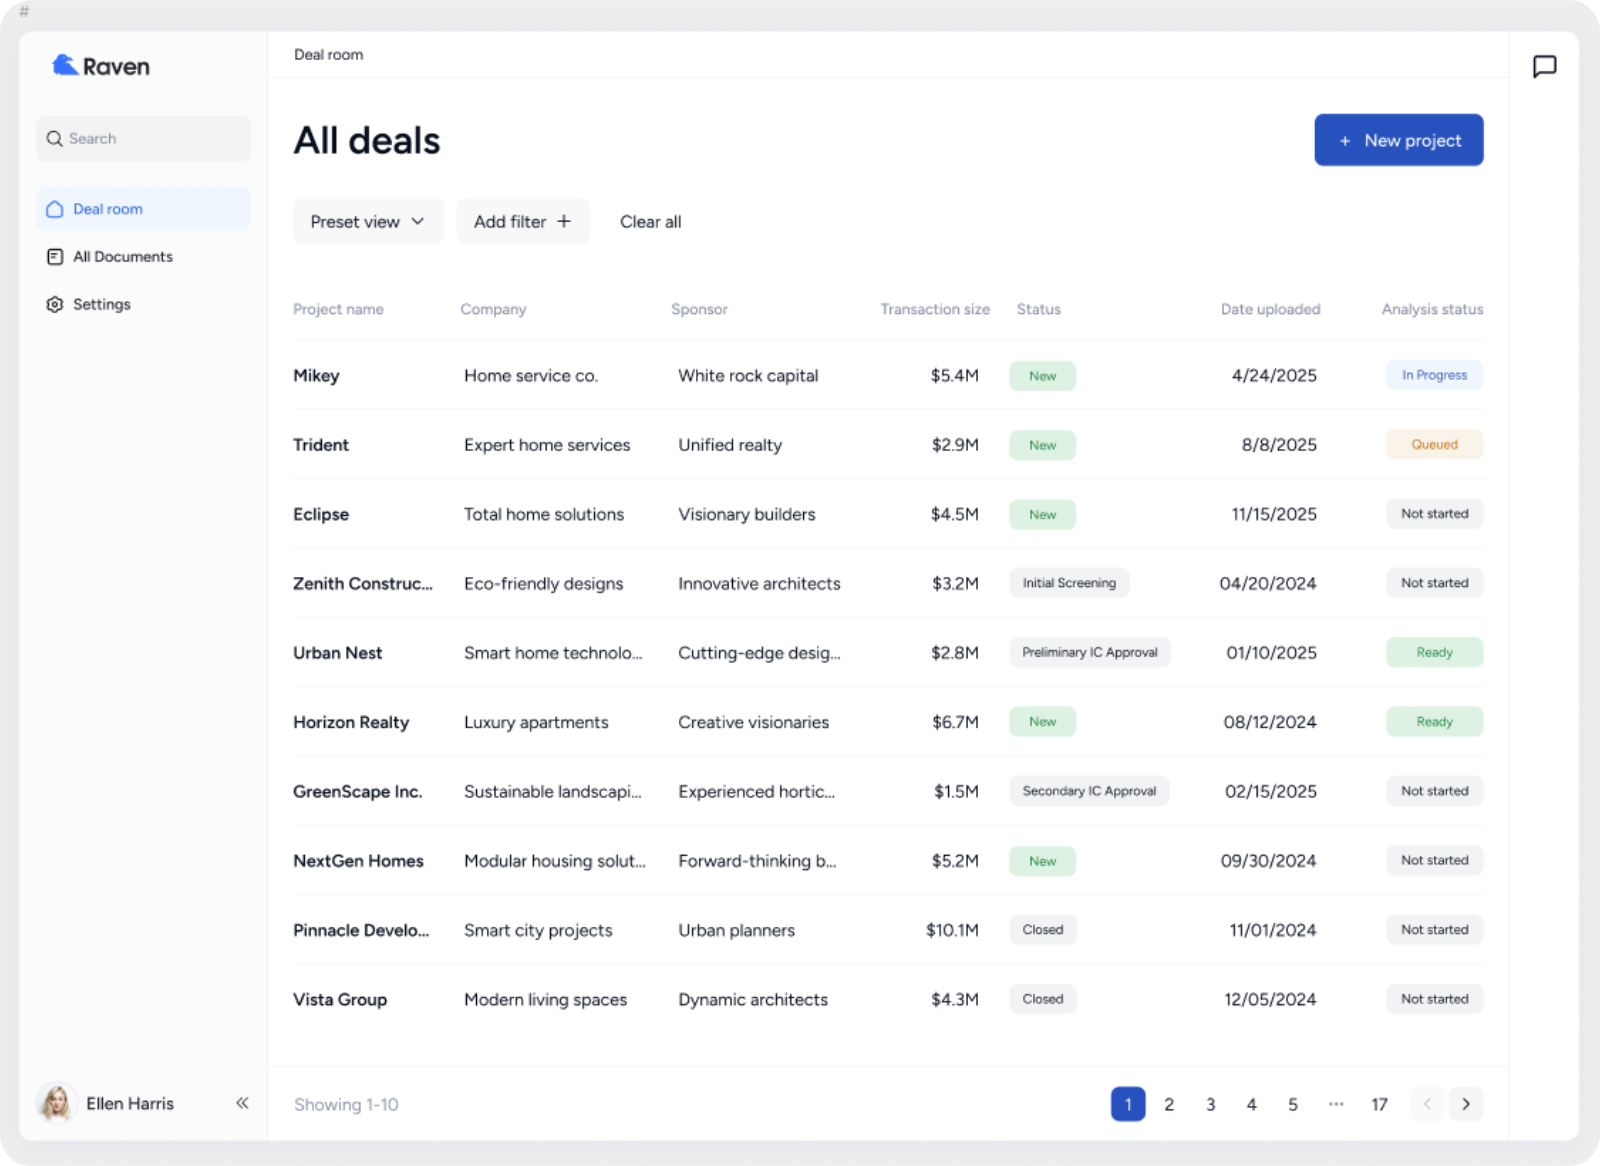 #
Raven
Deal room
Search
Deal room
All Documents
Settings
All deals
+ New project
Preset view
Add filter +
Clear all
Project name Company Sponsor Transaction size Status Date uploaded Analysis status
Mikey Home service co. White rock capital $5.4M New 4/24/2025 In Progress
Trident Expert home services Unified realty $2.9M New 8/8/2025 Queued
Eclipse Total home solutions Visionary builders $4.5M New 11/15/2025 Not started
Zenith Construc... Eco-friendly designs Innovative architects $3.2M Initial Screening 04/20/2024 Not started
Urban Nest Smart home technolo... Cutting-edge desig... $2.8M Preliminary IC Approval 01/10/2025 Ready
Horizon Realty Luxury apartments Creative visionaries $6.7M New 08/12/2024 Ready
GreenScape Inc. Sustainable landscapi... Experienced hortic... $1.5M Secondary IC Approval 02/15/2025 Not started
NextGen Homes Modular housing solut... Forward-thinking b... $5.2M New 09/30/2024 Not started
Pinnacle Develo... Smart city projects Urban planners $10.1M Closed 11/01/2024 Not started
Vista Group Modern living spaces Dynamic architects $4.3M Closed 12/05/2024 Not started
Ellen Harris
Showing 1-10
1 2 3 4 5 ... 17